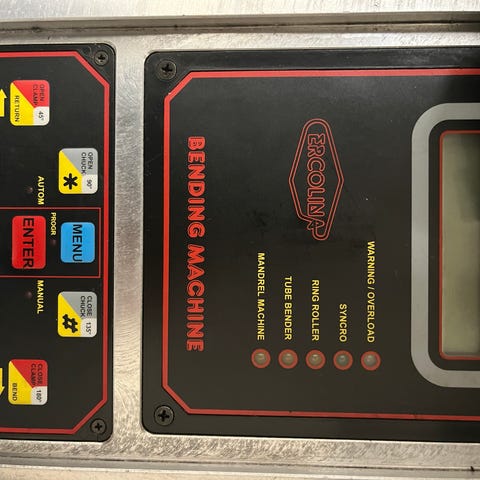 ERCOLINA
BENDING MACHINE
WARNING / OVERLOAD
SYNCRO
RING ROLLER
TUBE BENDER
MANDREL MACHINE
OPEN CLAMP
45°
RETURN
OPEN CHUCK
90°
AUTOM
PROGR
MENU
ENTER
MANUAL
CLOSE CHUCK
135°
CLOSE CLAMP
180°
BEND